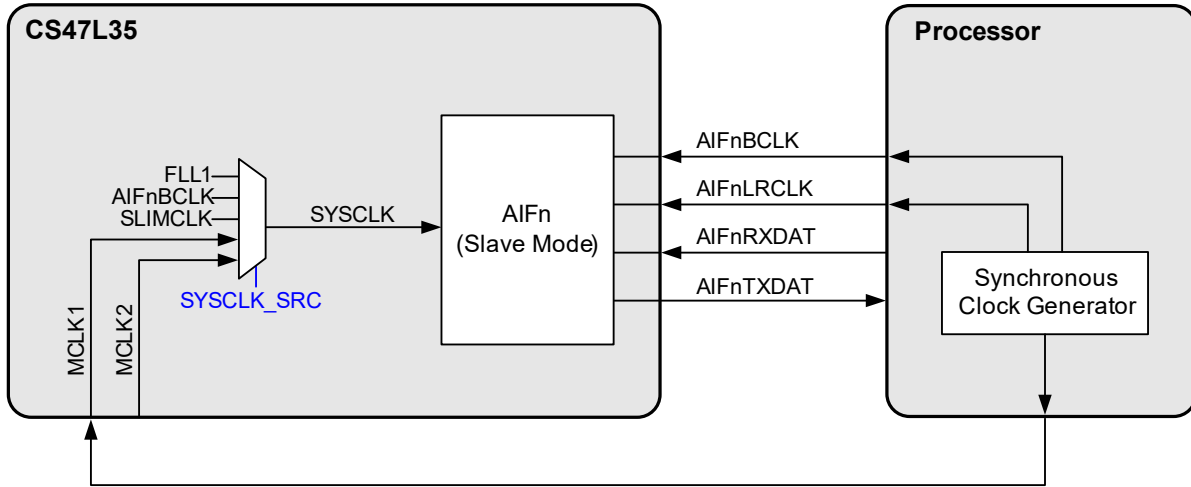 CS47L35
Processor
AIFnBCLK
FLL1
AIFnBCLK
SLIMCLK
SYSCLK
AIFn
(Slave Mode)
AIFnLRCLK
AIFnRXDAT
AIFnTXDAT
SYSCLK_SRC
Synchronous
Clock Generator
MCLK1
MCLK2